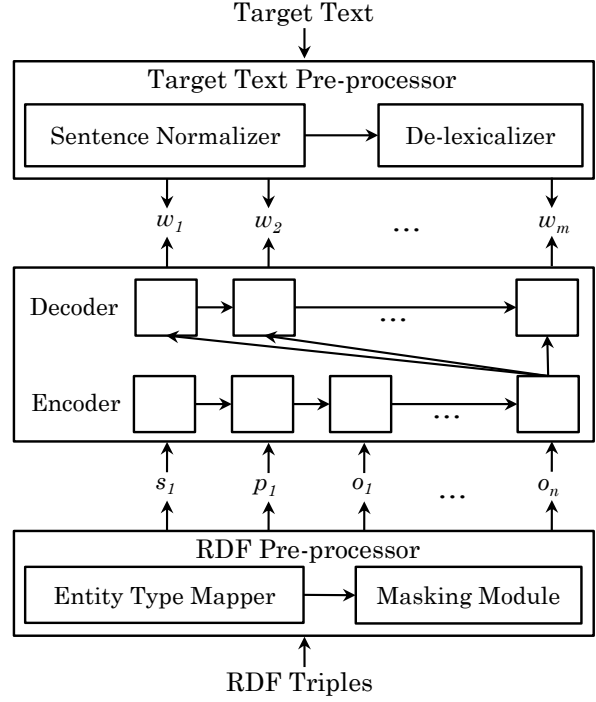 Target Text
Target Text Pre-processor
Sentence Normalizer De-lexicalizer
w₁ w₂ ... wₘ
Decoder ...
Encoder ...
s₁ p₁ o₁ ... oₙ
RDF Pre-processor
Entity Type Mapper Masking Module
RDF Triples